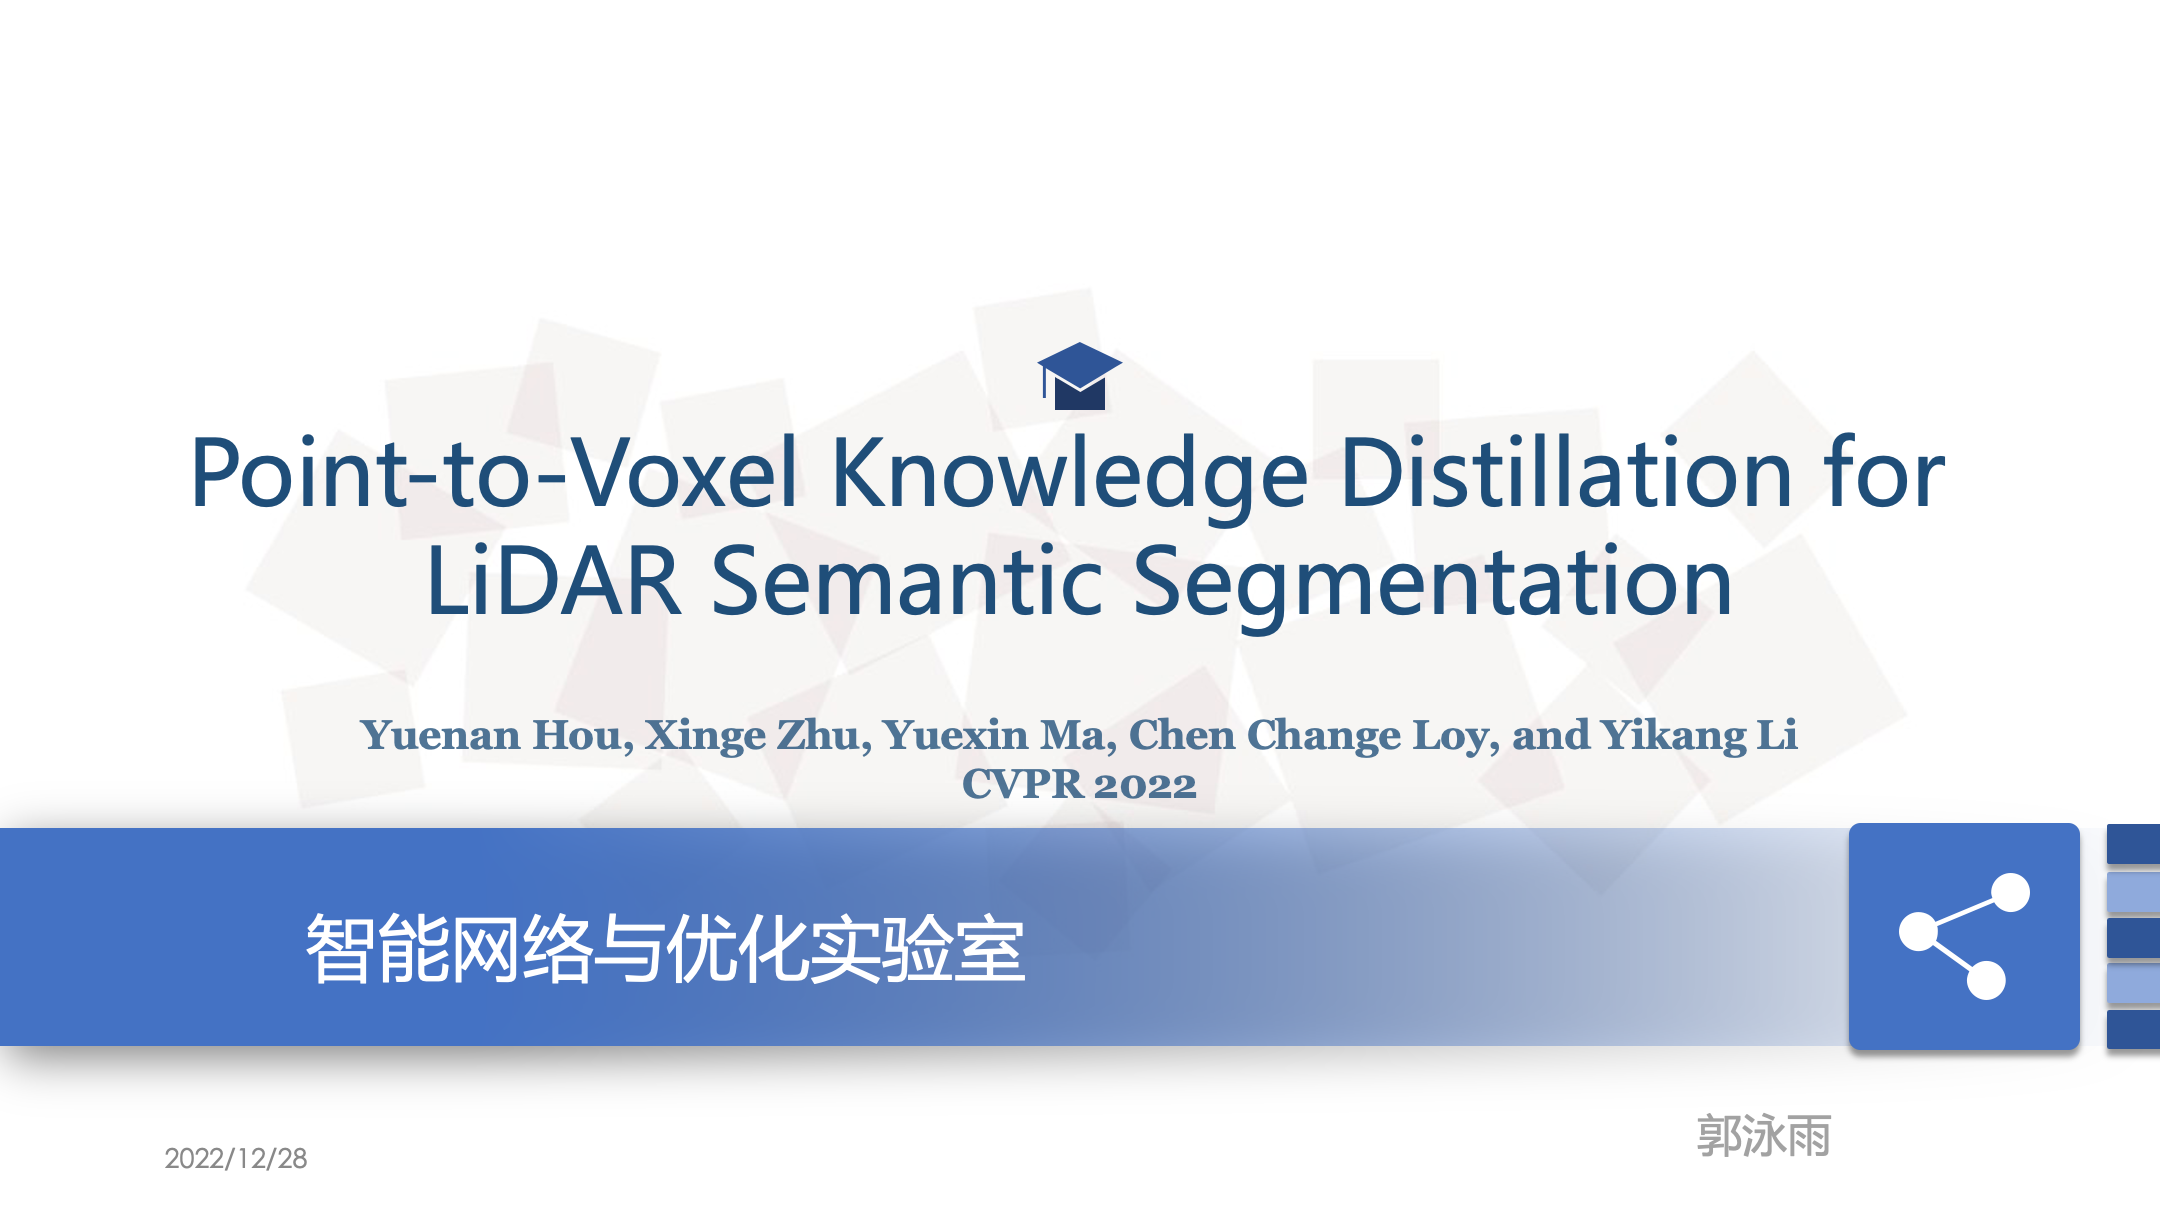 Point-to-Voxel Knowledge Distillation for
LiDAR Semantic Segmentation
Yuenan Hou, Xinge Zhu, Yuexin Ma, Chen Change Loy, and Yikang Li
CVPR 2022
智能网络与优化实验室
郭泳雨
2022/12/28